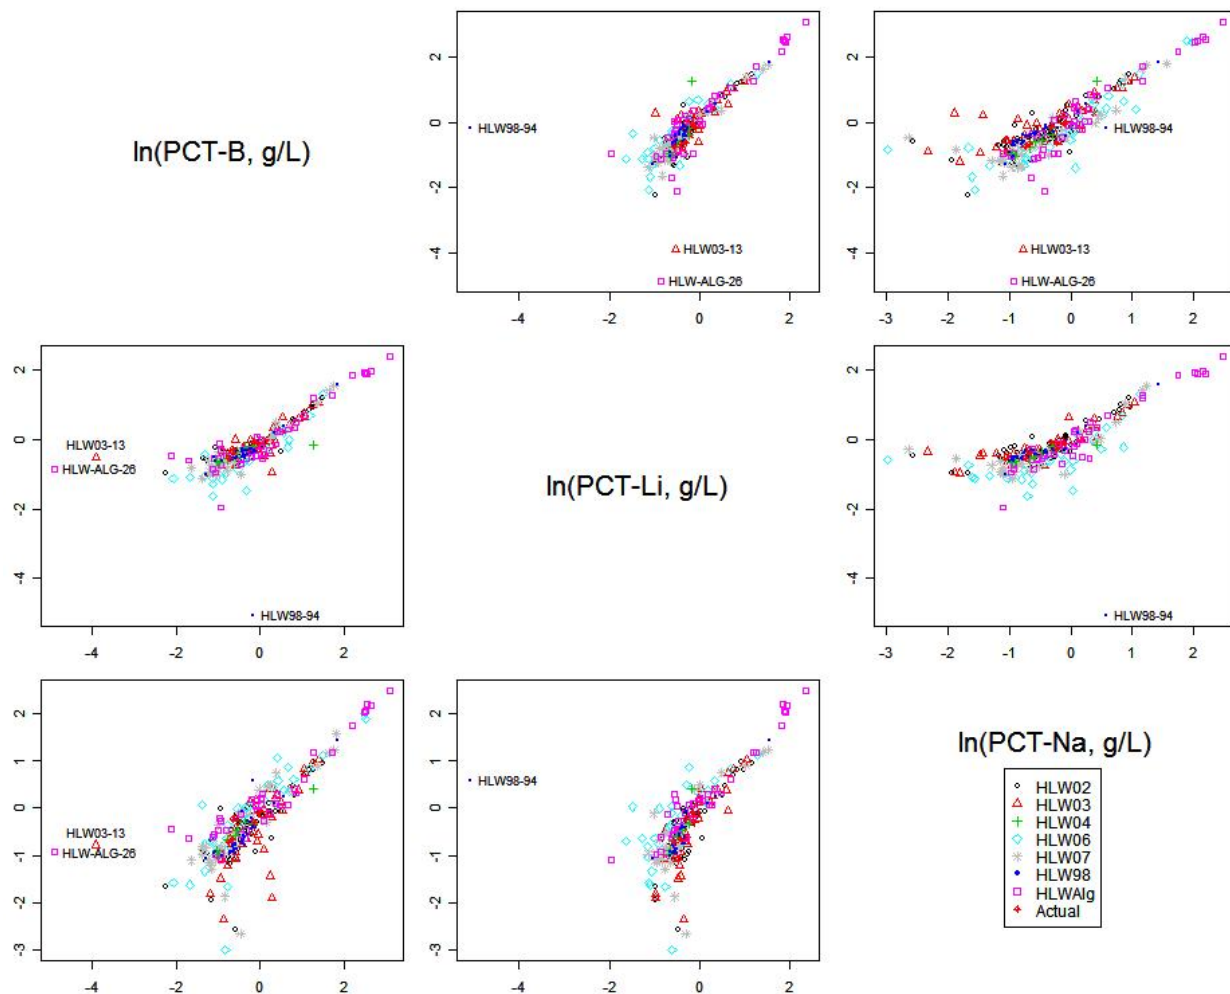 2
0
-2
-4
-4
-2
0
2
HLW98-94
HLW03-13
HLW-ALG-26
ln(PCT-B, g/L)
2
0
-2
-4
-3
-2
-1
0
1
2
HLW98-94
HLW03-13
HLW-ALG-26
2
0
-2
-4
-4
-2
0
2
HLW03-13
HLW-ALG-26
HLW98-94
ln(PCT-Li, g/L)
2
0
-2
-4
-3
-2
-1
0
1
2
HLW98-94
2
1
0
-1
-2
-3
-4
-2
0
2
HLW03-13
HLW-ALG-26
2
1
0
-1
-2
-3
-4
-2
0
2
HLW98-94
ln(PCT-Na, g/L)
HLW02
HLW03
HLW04
HLW06
HLW07
HLW98
HLWAlg
Actual